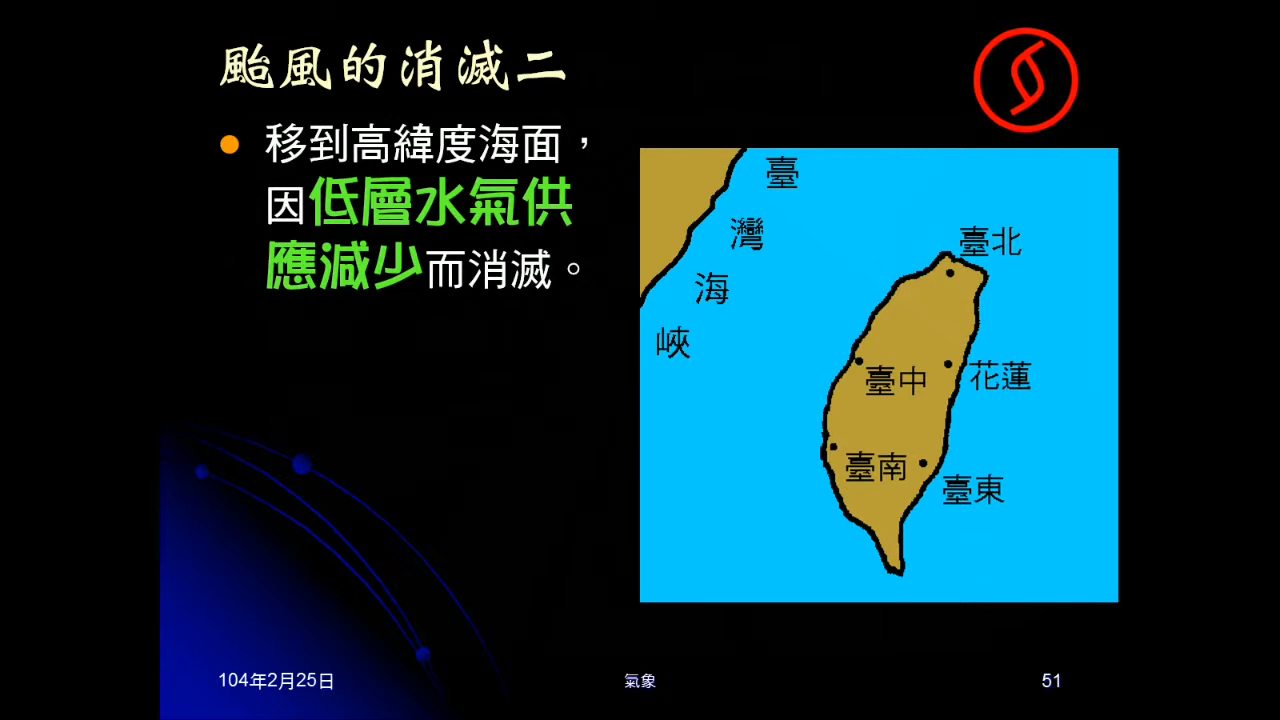 颱風的消滅二
移到高緯度海面，
因低層水氣供
應減少而消滅。
臺
灣
海
峽
臺北
臺中
花蓮
臺南
臺東
104年2月25日
氣象
51